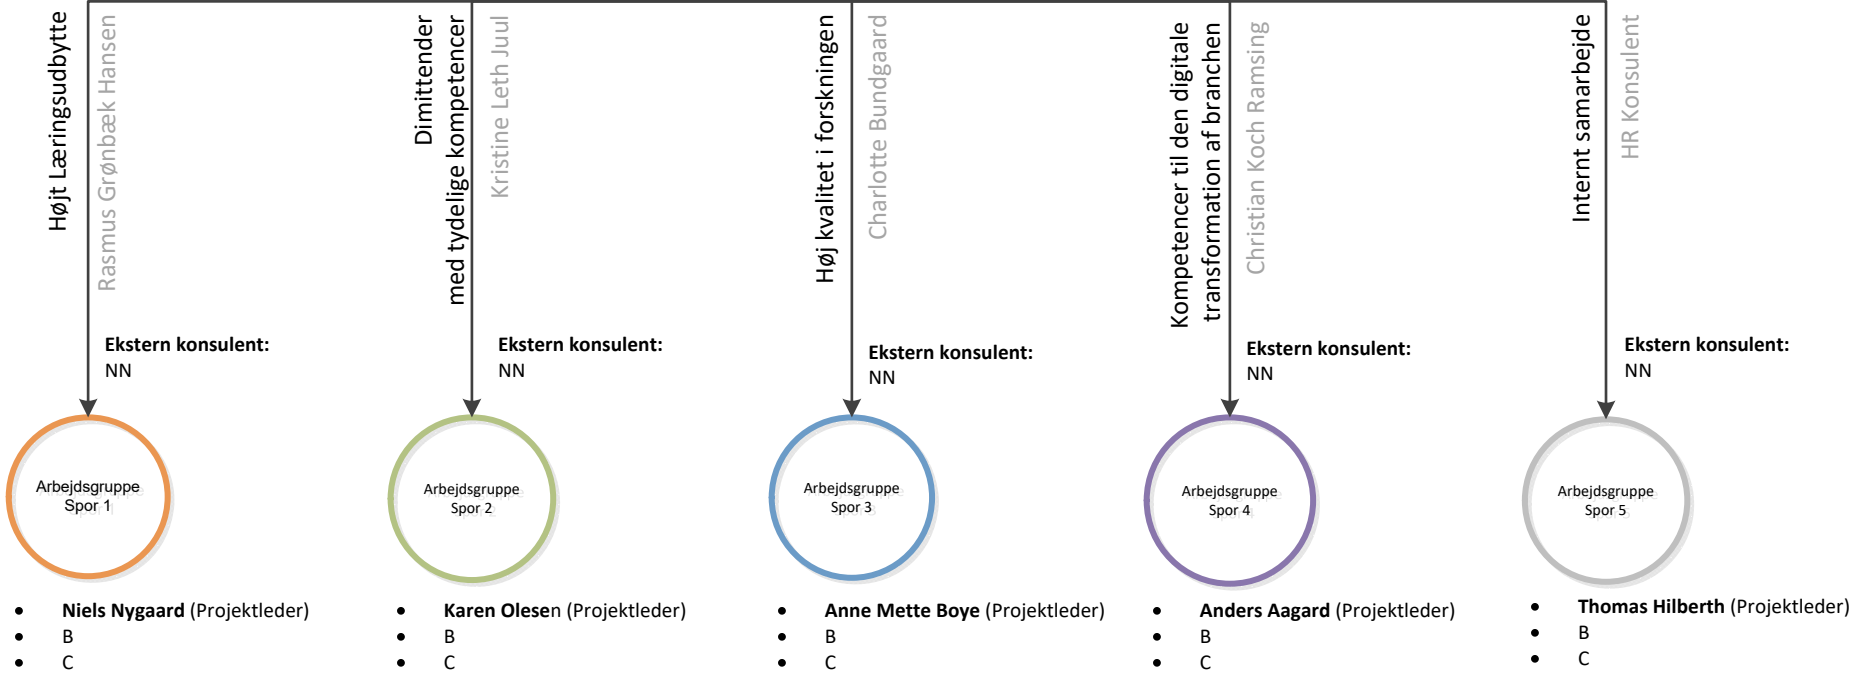 Højt Læringsudbytte
Rasmus Grønbæk Hansen
Ekstern konsulent:
NN
Arbejdsgruppe
Spor 1
• Niels Nygaard (Projektleder)
• B
• C
Dimittender
med tydelige kompetencer
Kristine Leth Juul
Ekstern konsulent:
NN
Arbejdsgruppe
Spor 2
• Karen Olesen (Projektleder)
• B
• C
Høj kvalitet i forskningen
Charlotte Bundgaard
Ekstern konsulent:
NN
Arbejdsgruppe
Spor 3
• Anne Mette Boye (Projektleder)
• B
• C
Kompetencer til den digitale
transformation af branchen
Christian Koch Ramsing
Ekstern konsulent:
NN
Arbejdsgruppe
Spor 4
• Anders Aagard (Projektleder)
• B
• C
Internt samarbejde
HR Konsulent
Ekstern konsulent:
NN
Arbejdsgruppe
Spor 5
• Thomas Hilberth (Projektleder)
• B
• C